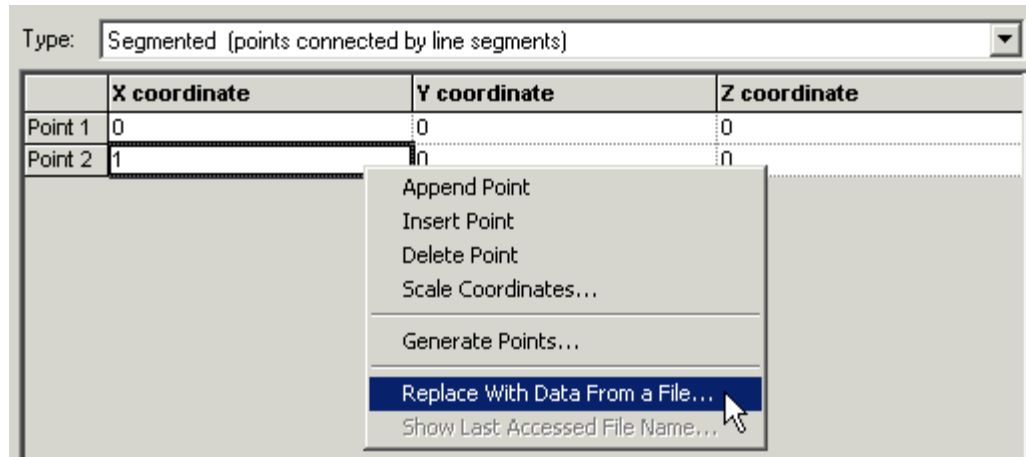 Type: Segmented (points connected by line segments)
X coordinate Y coordinate Z coordinate
Point 1 0 0 0
Point 2 1 0 0
Append Point
Insert Point
Delete Point
Scale Coordinates...
Generate Points...
Replace With Data From a File...
Show Last Accessed File Name...